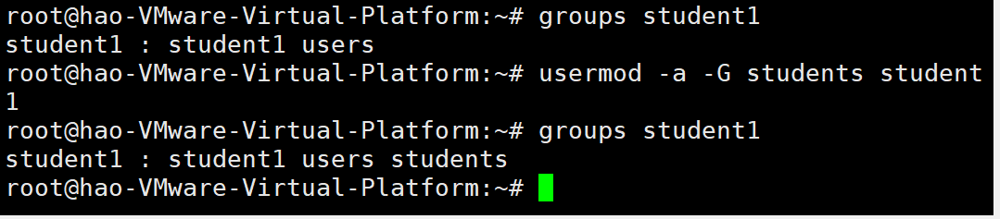 root@hao-VMware-Virtual-Platform:~# groups student1
student1 : student1 users
root@hao-VMware-Virtual-Platform:~# usermod -a -G students student
1
root@hao-VMware-Virtual-Platform:~# groups student1
student1 : student1 users students
root@hao-VMware-Virtual-Platform:~#